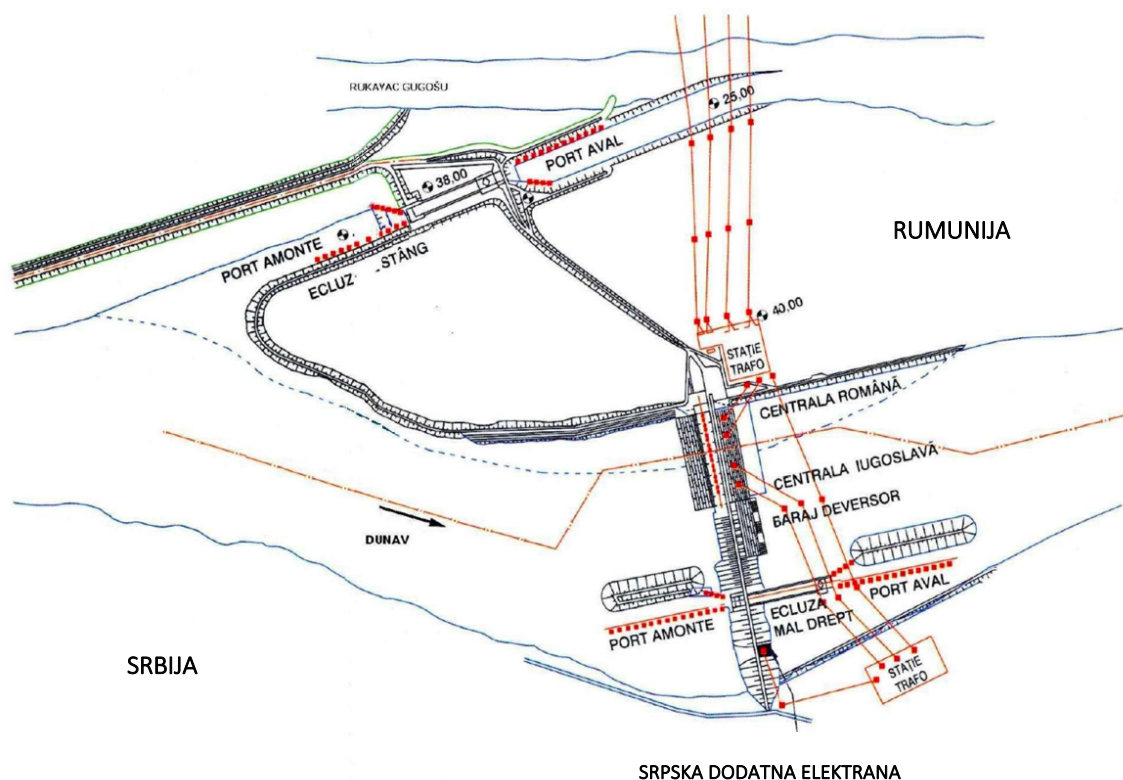 RUKAVAC GUGOŠU
25,00
PORT AVAL
38,00
PORT AMONTE
STÂNG
RUMUNIJA
40,00
STAȚIE
TRAFO
CENTRALA ROMÂNĂ
CENTRALA IUGOSLAVĂ
BARAJ DEVERSOR
DUNAV
PORT AVAL
ECLUZA
MAL DREPT
PORT AMONTE
SRBIJA
STAȚIE
TRAFO
SRPSKA DODATNA ELEKTRANA